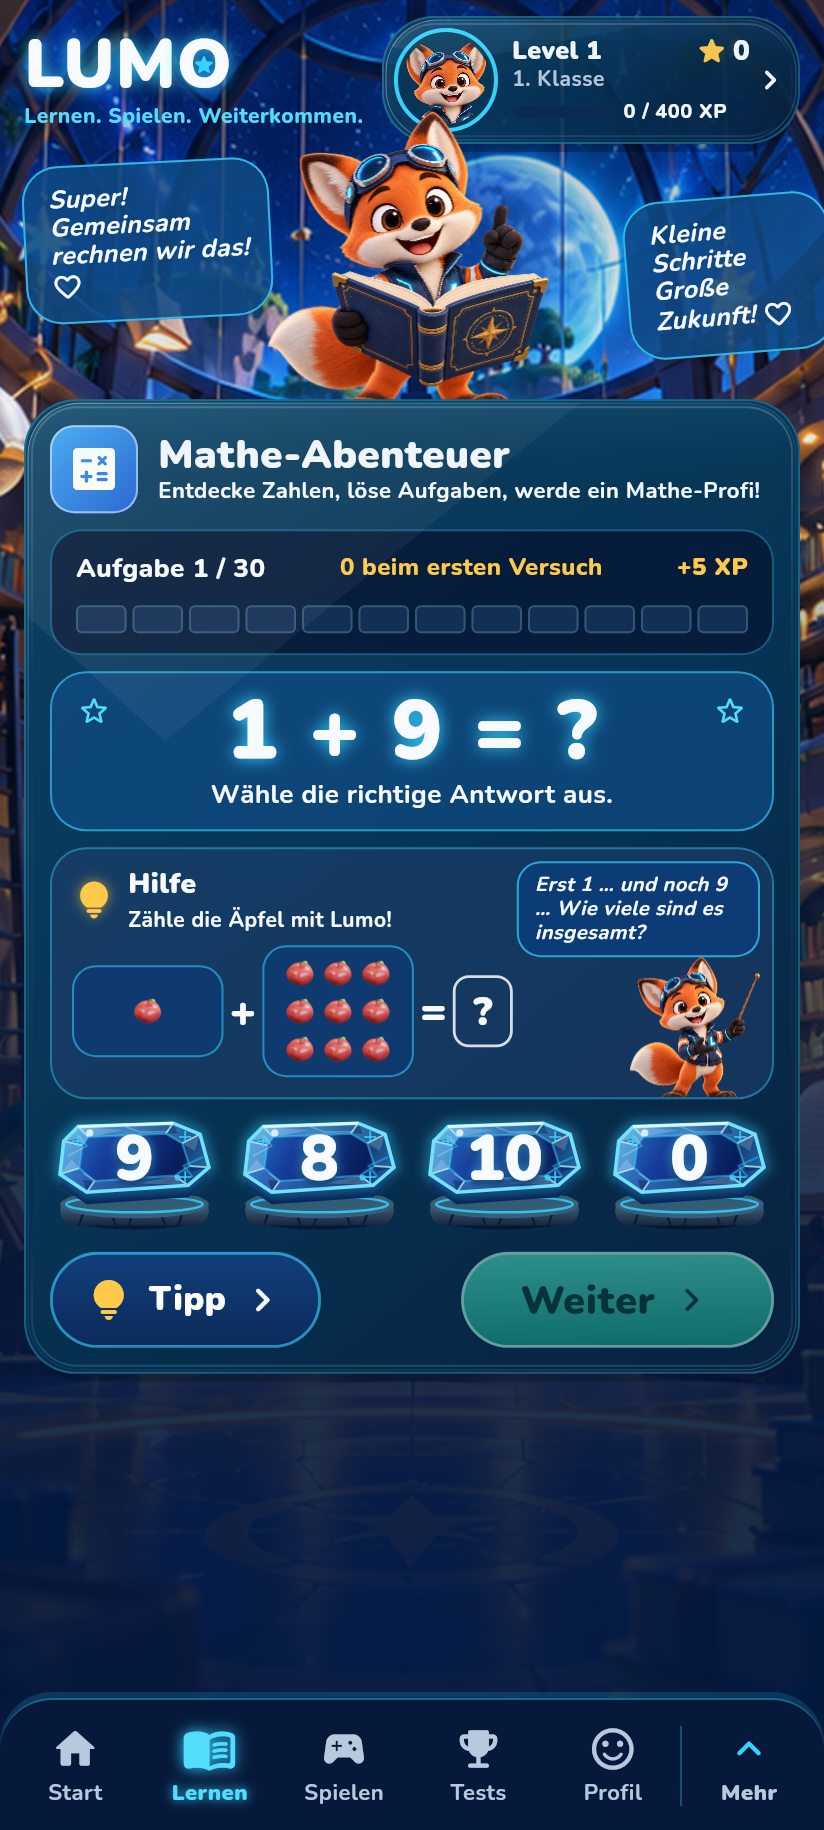 LUMO
Lernen. Spielen. Weiterkommen.
Level 1
0
1. Klasse
0 / 400 XP
Super!
Gemeinsam
rechnen wir das!
Kleine
Schritte
Große
Zukunft!
Mathe-Abenteuer
Entdecke Zahlen, löse Aufgaben, werde ein Mathe-Profi!
Aufgabe 1 / 30
0 beim ersten Versuch
+5 XP
1 + 9 = ?
Wähle die richtige Antwort aus.
Hilfe
Zähle die Äpfel mit Lumo!
Erst 1 ... und noch 9
... Wie viele sind es
insgesamt?
+ = ?
9 8 10 0
Tipp
Weiter
Start Lernen Spielen Tests Profil Mehr